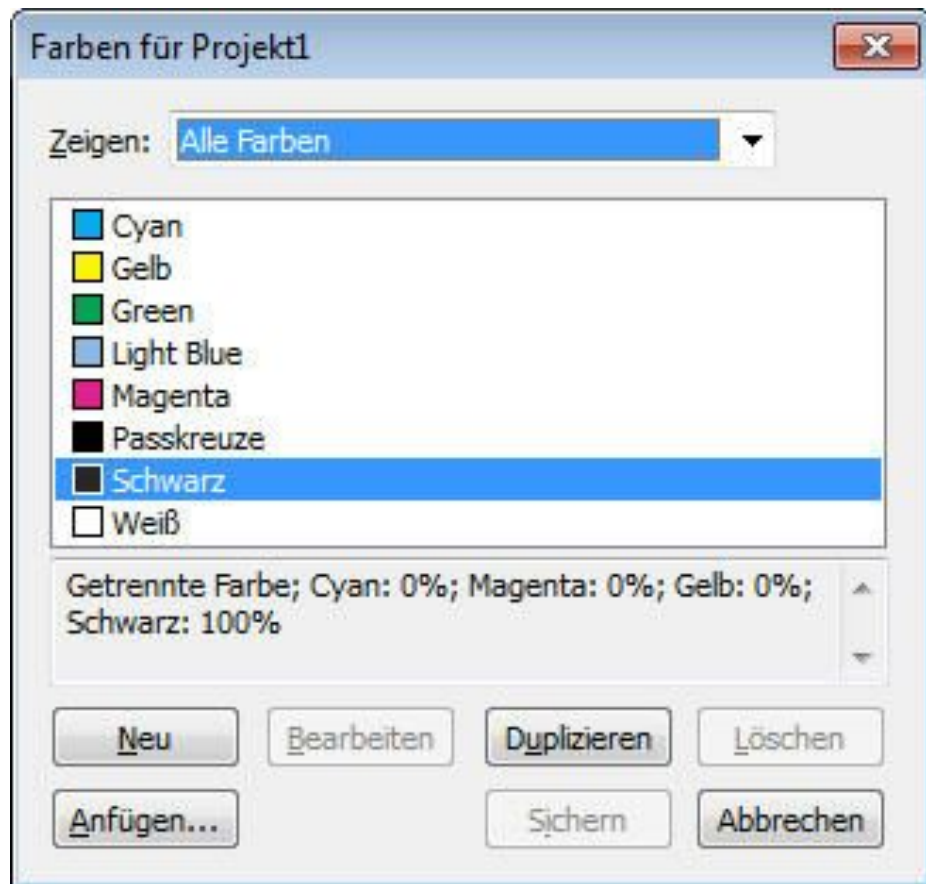 Farben für Projekt1
Zeigen: Alle Farben
Cyan
Gelb
Green
Light Blue
Magenta
Passkreuze
Schwarz
Weiß
Getrennte Farbe; Cyan: 0%; Magenta: 0%; Gelb: 0%;
Schwarz: 100%
Neu Bearbeiten Duplizieren Löschen
Anfügen... Sichern Abbrechen